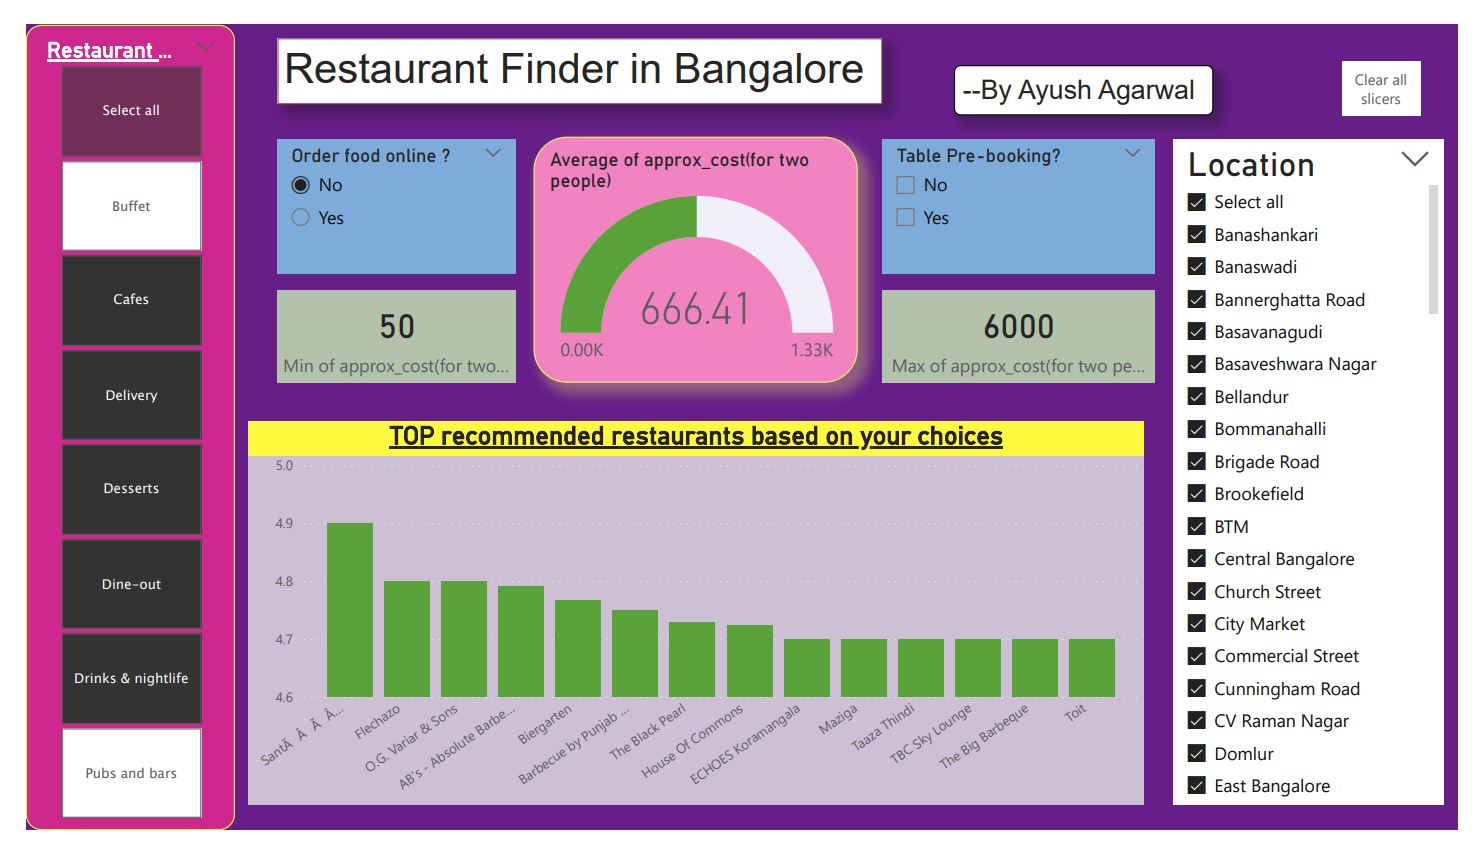 Restaurant ...
Select all
Buffet
Cafes
Delivery
Desserts
Dine-out
Drinks & nightlife
Pubs and bars
Restaurant Finder in Bangalore
--By Ayush Agarwal
Clear all
slicers
Order food online ?
No
Yes
50
Min of approx_cost(for two...
Average of approx_cost(for two
people)
666.41
0.00K
1.33K
Table Pre-booking?
No
Yes
6000
Max of approx_cost(for two pe...
TOP recommended restaurants based on your choices
5.0
4.9
4.8
4.7
4.6
SantÃ Â Ã Â...
Flechazo
O.G. Variar & Sons
AB's - Absolute Barbe...
Biergarten
Barbecue by Punjab ...
The Black Pearl
House Of Commons
ECHOES Koramangala
Maziga
Taaza Thindi
TBC Sky Lounge
The Big Barbeque
Toit
Location
Select all
Banashankari
Banaswadi
Bannerghatta Road
Basavanagudi
Basaveshwara Nagar
Bellandur
Bommanahalli
Brigade Road
Brookefield
BTM
Central Bangalore
Church Street
City Market
Commercial Street
Cunningham Road
CV Raman Nagar
Domlur
East Bangalore